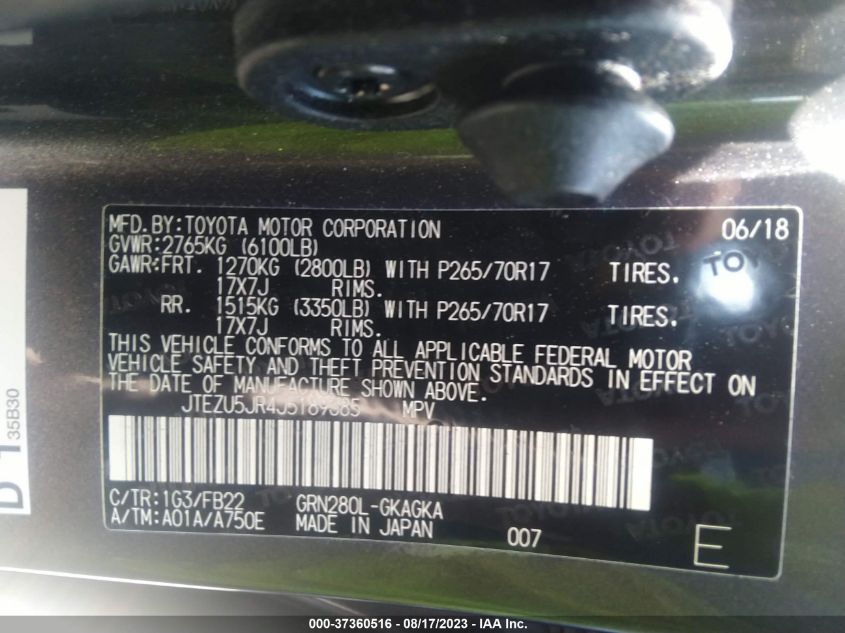 MFD.BY:TOYOTA MOTOR CORPORATION 06/18
GVWR:2765KG (6100LB)
GAWR:FRT. 1270KG (2800LB) WITH P265/70R17 TIRES.
17X7J RIMS.
RR. 1515KG (3350LB) WITH P265/70R17 TIRES.
17X7J RIMS.
THIS VEHICLE CONFORMS TO ALL APPLICABLE FEDERAL MOTOR
VEHICLE SAFETY AND THEFT PREVENTION STANDARDS IN EFFECT ON
THE DATE OF MANUFACTURE SHOWN ABOVE.
MPV
C/TR:1G3/FB22 GRN280L-GKAGKA
A/TM:A01A/A750E MADE IN JAPAN 007 E
35B30
000-37360516 - 08/17/2023 - IAA Inc.